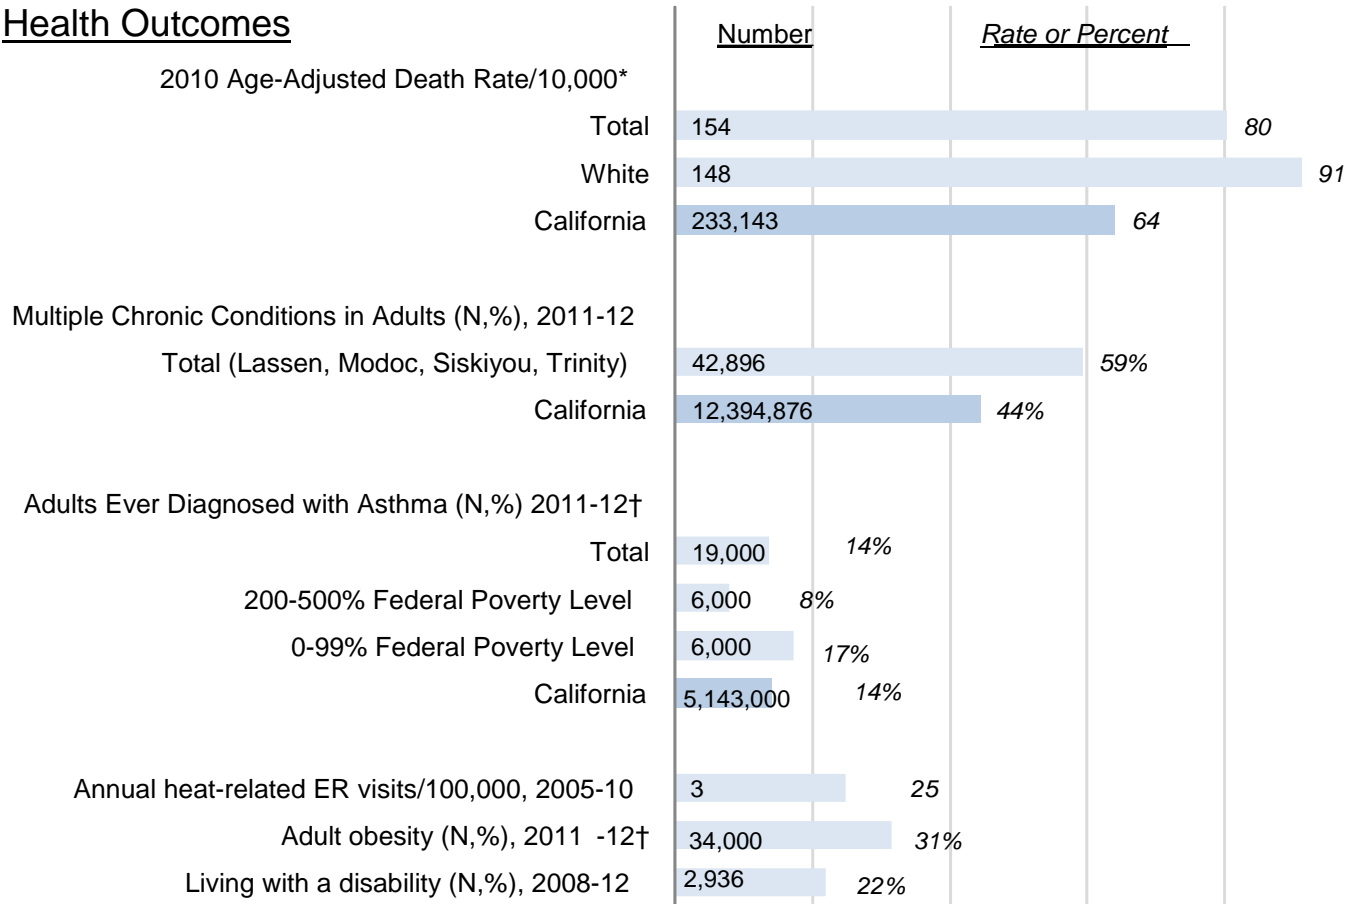 Health Outcomes
Number Rate or Percent
2010 Age-Adjusted Death Rate/10,000*
Total 154 80
White 148 91
California 233,143 64
Multiple Chronic Conditions in Adults (N,%), 2011-12
Total (Lassen, Modoc, Siskiyou, Trinity) 42,896 59%
California 12,394,876 44%
Adults Ever Diagnosed with Asthma (N,%) 2011-12†
Total 19,000 14%
200-500% Federal Poverty Level 6,000 8%
0-99% Federal Poverty Level 6,000 17%
California 5,143,000 14%
Annual heat-related ER visits/100,000, 2005-10 3 25
Adult obesity (N,%), 2011 -12† 34,000 31%
Living with a disability (N,%), 2008-12 2,936 22%